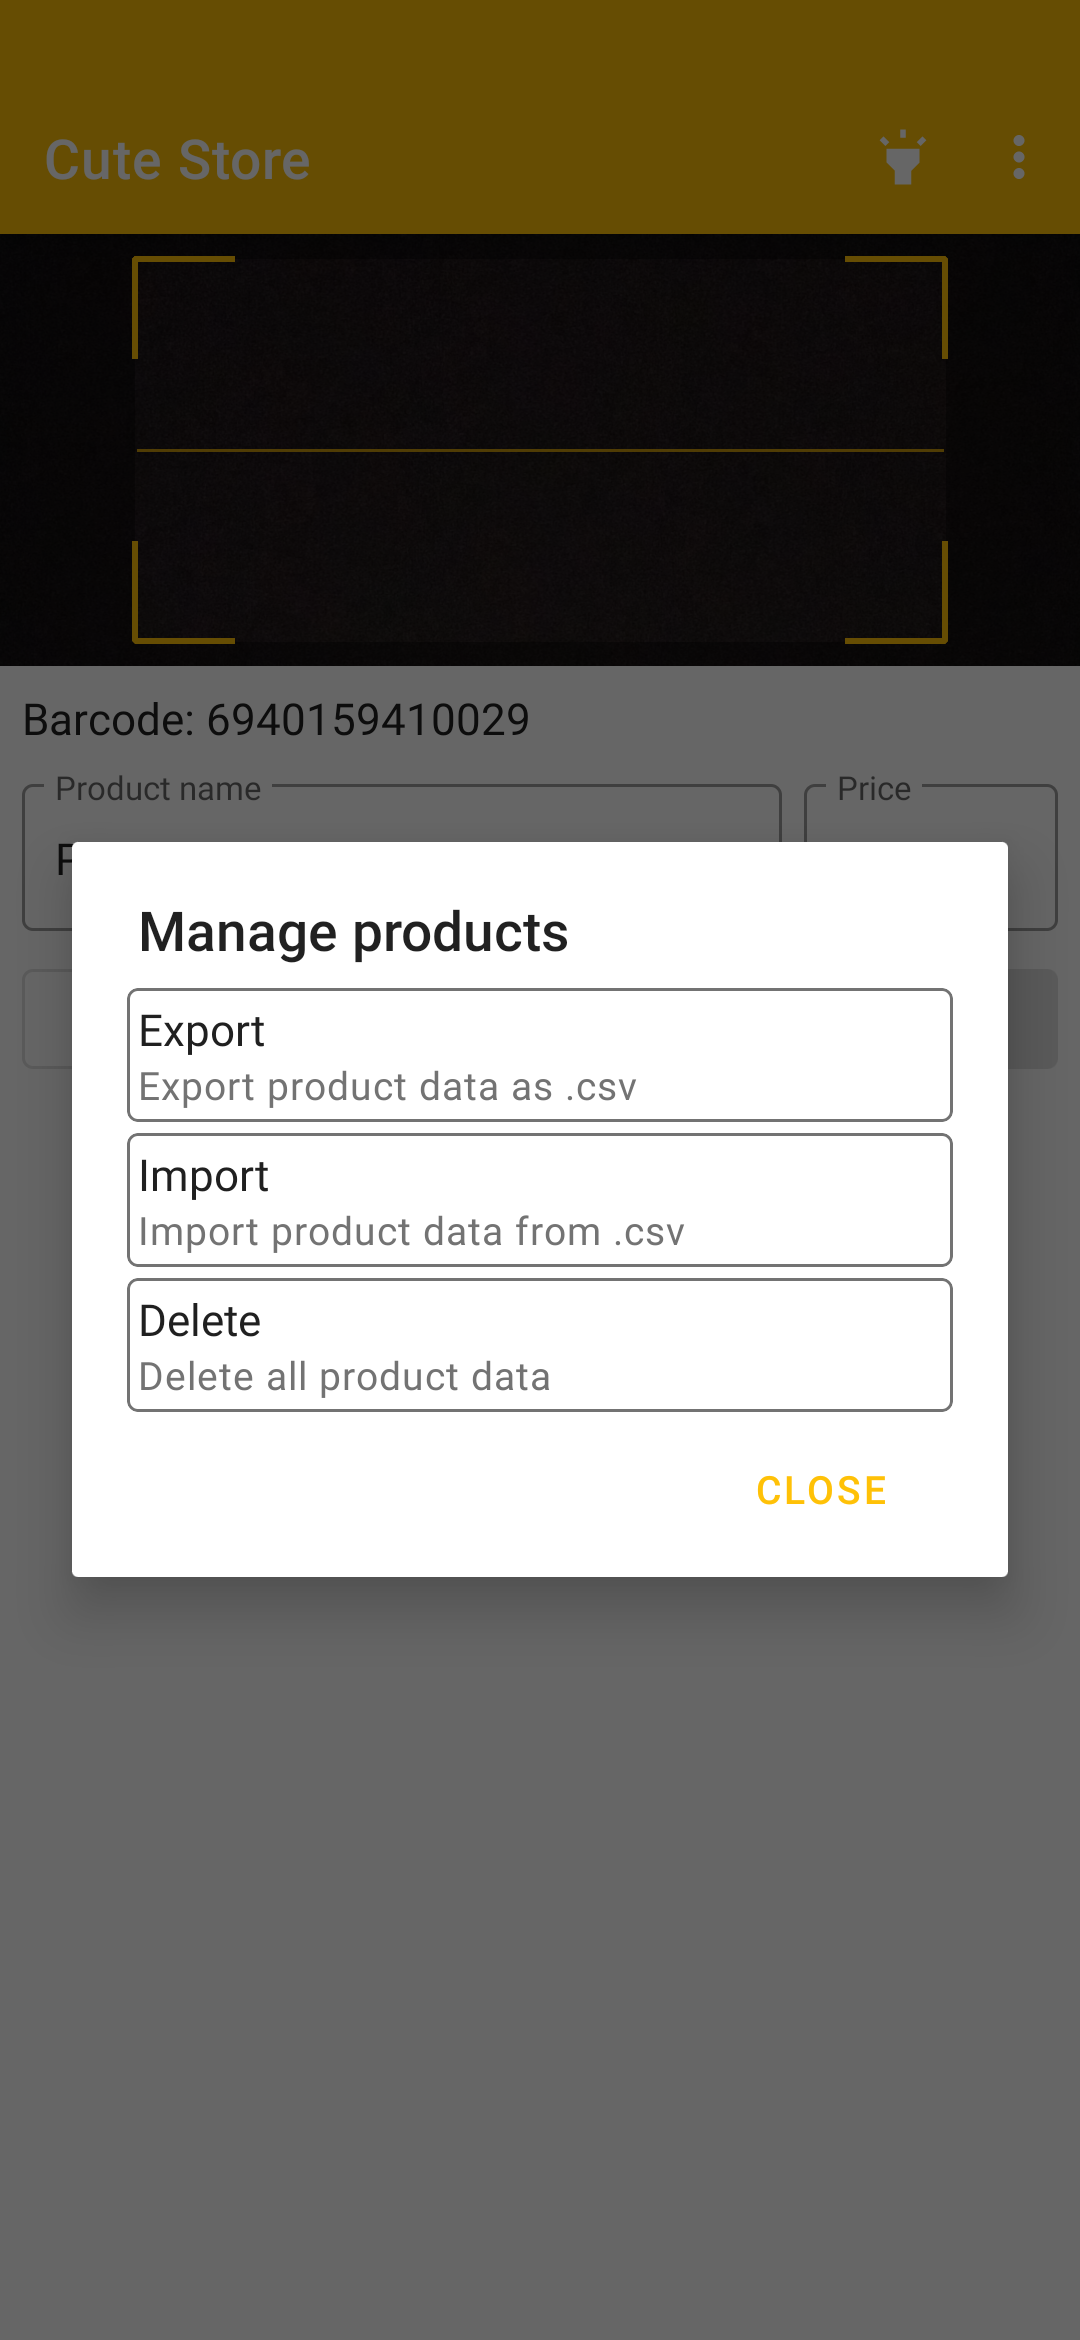 Cute Store
Barcode: 6940159410029
Product name
Price
Manage products
Export
Export product data as .csv
Import
Import product data from .csv
Delete
Delete all product data
CLOSE